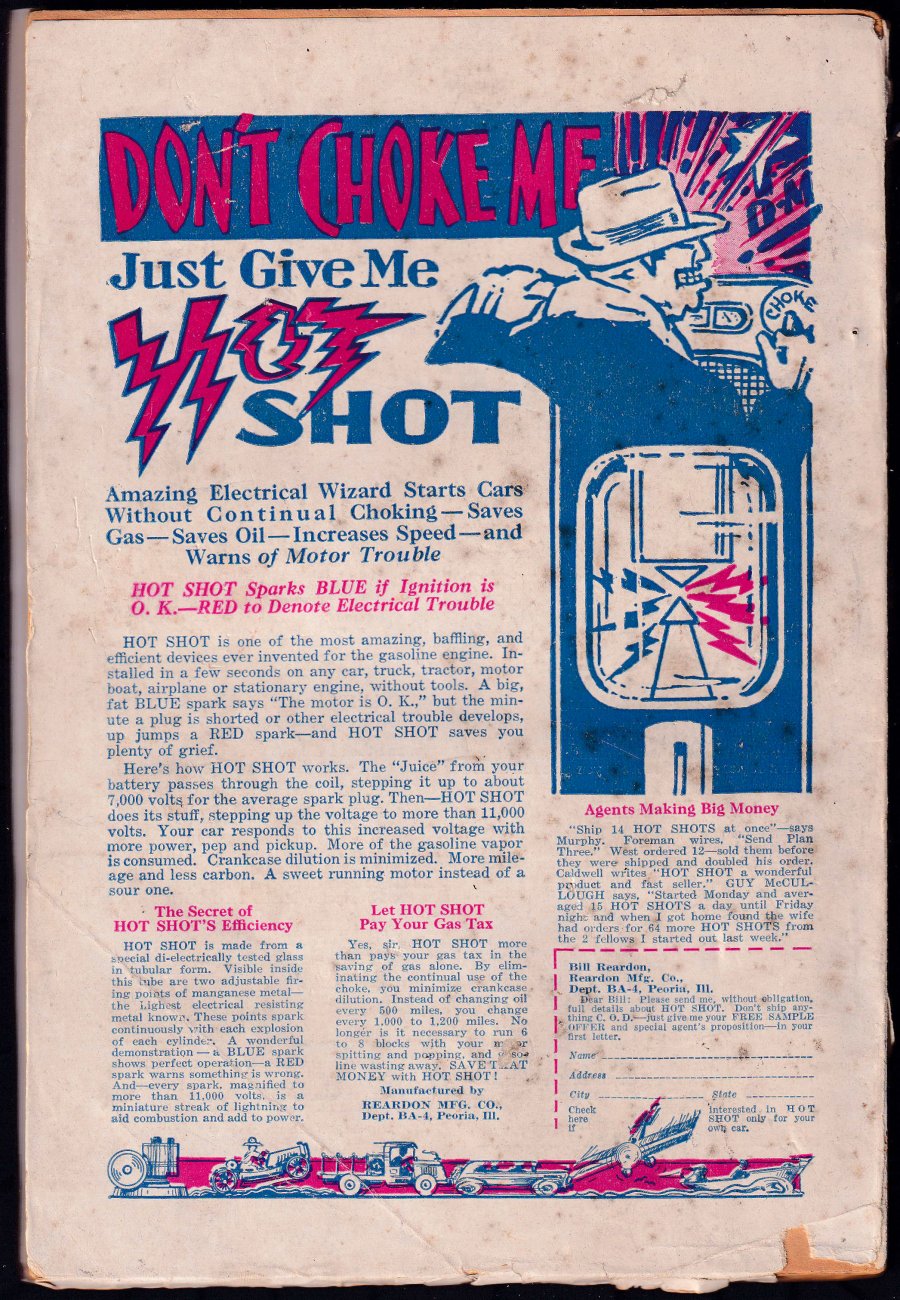 DON'T CHOKE ME
D-M
CHOKE
Just Give Me
HOT
SHOT
Amazing Electrical Wizard Starts Cars
Without Continual Choking—Saves
Gas—Saves Oil—Increases Speed—and
Warns of Motor Trouble
HOT SHOT Sparks BLUE if Ignition is
O. K.—RED to Denote Electrical Trouble
HOT SHOT is one of the most amazing, baffling, and
efficient devices ever invented for the gasoline engine. In-
stalled in a few seconds on any car, truck, tractor, motor
boat, airplane or stationary engine, without tools. A big,
fat BLUE spark says "The motor is O. K.," but the min-
ute a plug is shorted or other electrical trouble develops,
up jumps a RED spark—and HOT SHOT saves you
plenty of grief.
Here's how HOT SHOT works. The "Juice" from your
battery passes through the coil, stepping it up to about
7,000 volts for the average spark plug. Then—HOT SHOT
does its stuff, stepping up the voltage to more than 11,000
volts. Your car responds to this increased voltage with
more power, pep and pickup. More of the gasoline vapor
is consumed. Crankcase dilution is minimized. More mile-
age and less carbon. A sweet running motor instead of a
sour one.
The Secret of
HOT SHOT'S Efficiency
HOT SHOT is made from a
special di-electrically tested glass
in tubular form. Visible inside
this tube are two adjustable fir-
ing points of manganese metal—
the highest electrical resisting
metal known. These points spark
continuously with each explosion
of each cylinder. A wonderful
demonstration—a BLUE spark
shows perfect operation—a RED
spark warns something is wrong.
And—every spark, magnified to
more than 11,000 volts, is a
miniature streak of lightning to
aid combustion and add to power.
Let HOT SHOT
Pay Your Gas Tax
Yes, sir, HOT SHOT more
than pays your gas tax in the
saving of gas alone. By elim-
inating the continual use of the
choke, you minimize crankcase
dilution. Instead of changing oil
every 500 miles, you change
every 1,000 to 1,200 miles. No
longer is it necessary to run 6
to 8 blocks with your motor
spitting and popping, and gaso-
line wasting away. SAVE THAT
MONEY with HOT SHOT!
Manufactured by
REARDON MFG. CO.,
Dept. BA-4, Peoria, Ill.
Agents Making Big Money
"Ship 14 HOT SHOTS at once"—says
Murphy. Foreman wires, "Send Plan
Three." West ordered 12—sold them before
they were shipped and doubled his order.
Caldwell writes "HOT SHOT a wonderful
product and fast seller." GUY McCUL-
LOUGH says, "Started Monday and aver-
aged 15 HOT SHOTS a day until Friday
night and when I got home found the wife
had orders for 64 more HOT SHOTS from
the 2 fellows I started out last week."
Bill Reardon,
Reardon Mfg. Co.,
Dept. BA-4, Peoria, Ill.
Dear Bill: Please send me, without obligation,
full details about HOT SHOT. Don't ship any-
thing C. O. D.—just give me your FREE SAMPLE
OFFER and special agent's proposition—in your
first letter.
Name
Address
City State
Check
here
if
interested in HOT
SHOT only for your
own car.